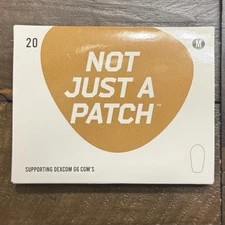 20
M
NOT
JUST A
PATCH™
SUPPORTING DEXCOM G6 CGM'S